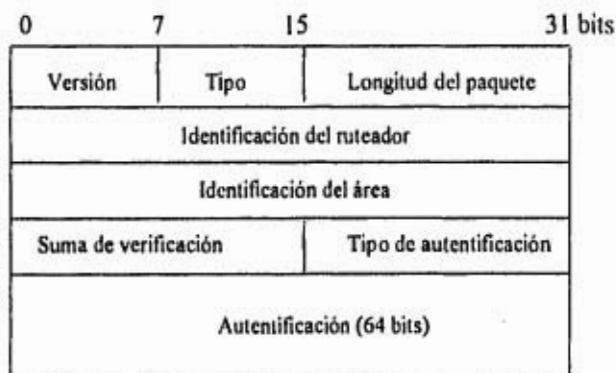 0 7 15 31 bits
Versión Tipo Longitud del paquete
Identificación del ruteador
Identificación del área
Suma de verificación Tipo de autentificación
Autentificación (64 bits)